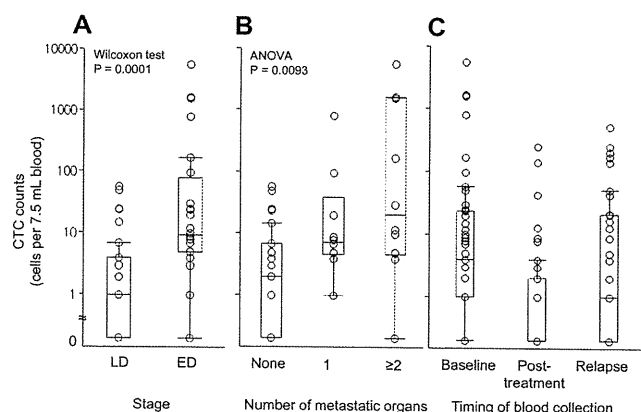 A
B
C
Wilcoxon test
P = 0.0001
ANOVA
P = 0.0093
CTC counts
(cells per 7.5 mL blood)
10000
1000
100
10
1
0
LD
ED
None
1
≥2
Baseline
Post-
treatment
Relapse
Stage
Number of metastatic organs
Timing of blood collection